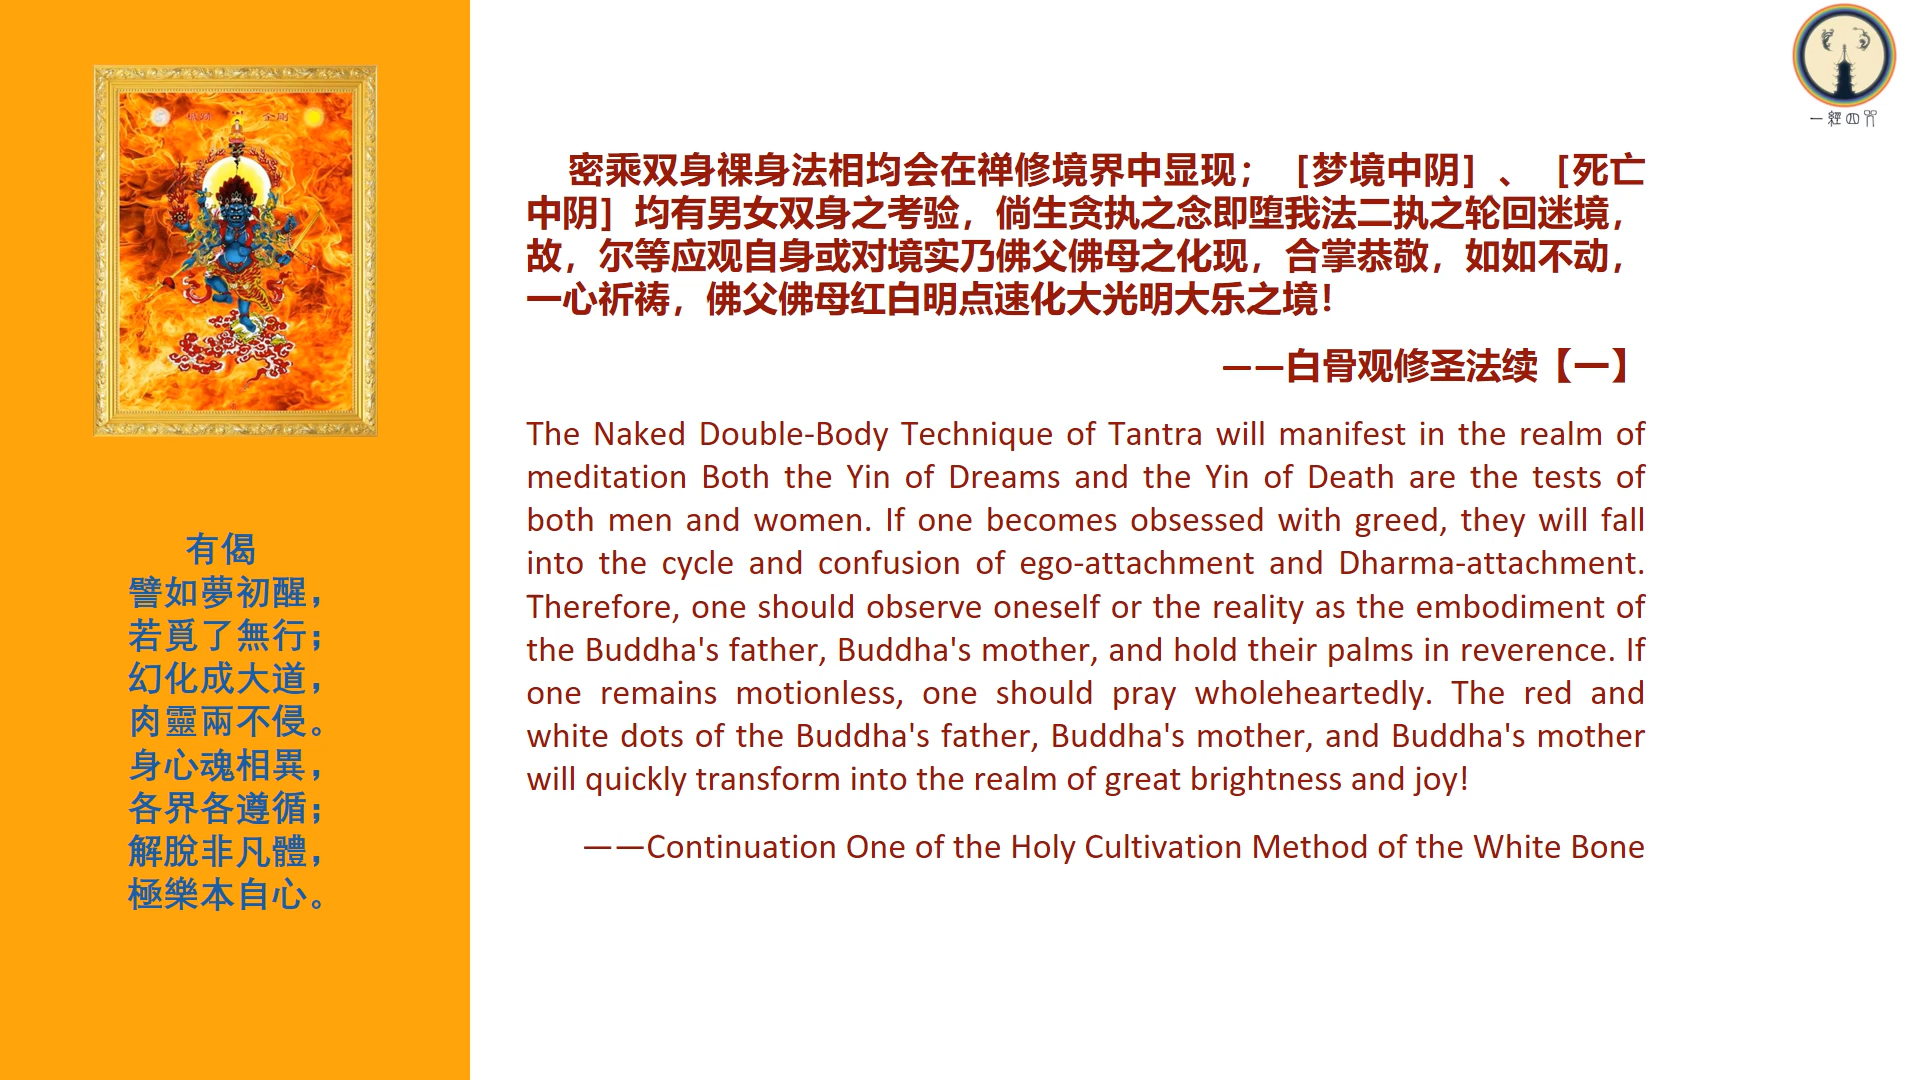 一經四咒
金剛
有偈
譬如夢初醒，
若覓了無行；
幻化成大道，
肉靈兩不侵。
身心魂相異，
各界各遵循；
解脫非凡體，
極樂本自心。
密乘双身裸身法相均会在禅修境界中显现；［梦境中阴］、［死亡
中阴］均有男女双身之考验，倘生贪执之念即堕我法二执之轮回迷境，
故，尔等应观自身或对境实乃佛父佛母之化现，合掌恭敬，如如不动，
一心祈祷，佛父佛母红白明点速化大光明大乐之境！
——白骨观修圣法续【一】
The Naked Double-Body Technique of Tantra will manifest in the realm of
meditation Both the Yin of Dreams and the Yin of Death are the tests of
both men and women. If one becomes obsessed with greed, they will fall
into the cycle and confusion of ego-attachment and Dharma-attachment.
Therefore, one should observe oneself or the reality as the embodiment of
the Buddha's father, Buddha's mother, and hold their palms in reverence. If
one remains motionless, one should pray wholeheartedly. The red and
white dots of the Buddha's father, Buddha's mother, and Buddha's mother
will quickly transform into the realm of great brightness and joy!
——Continuation One of the Holy Cultivation Method of the White Bone